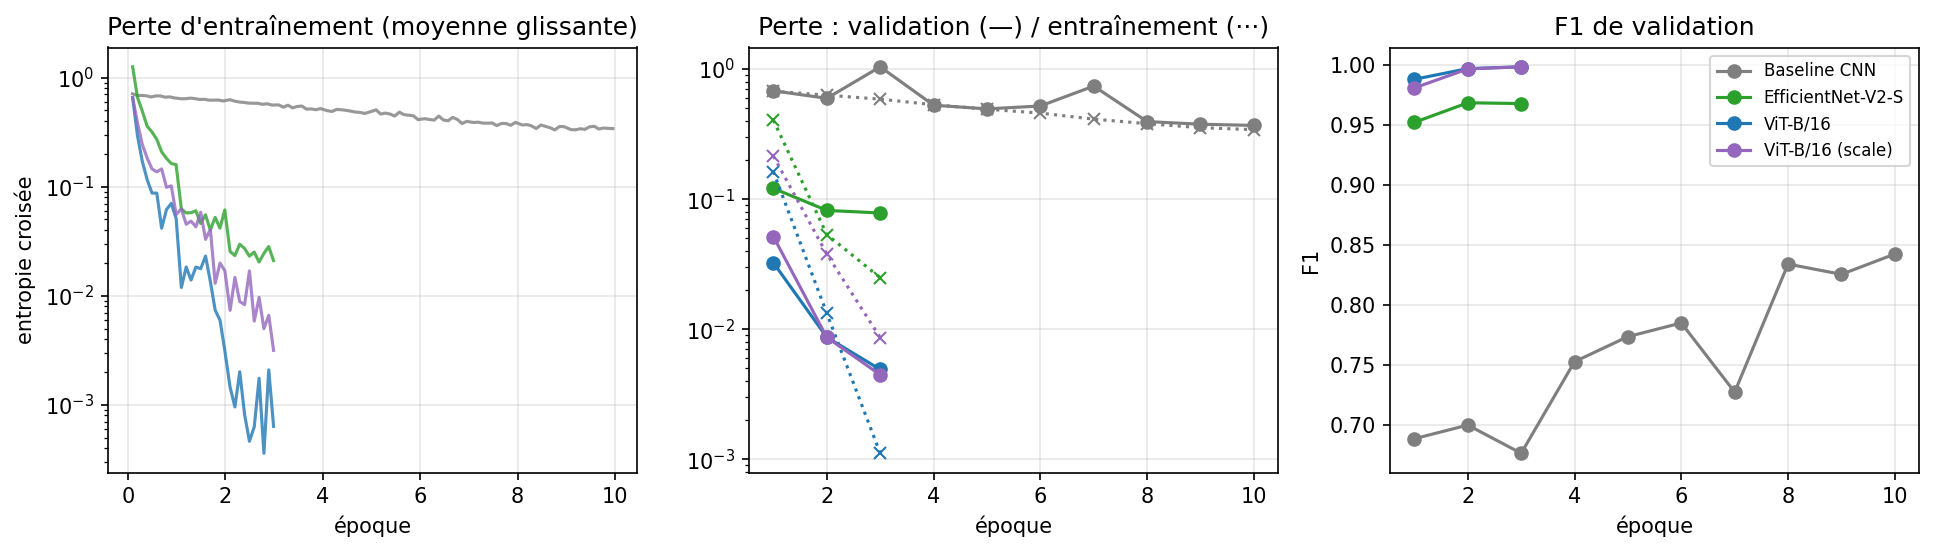 Perte d'entraînement (moyenne glissante)
entropie croisée
10⁰
10⁻¹
10⁻²
10⁻³
0 2 4 6 8 10
époque
Perte : validation (—) / entraînement (⋯)
10⁰
10⁻¹
10⁻²
10⁻³
2 4 6 8 10
époque
F1 de validation
F1
1.00
0.95
0.90
0.85
0.80
0.75
0.70
2 4 6 8 10
époque
Baseline CNN
EfficientNet-V2-S
ViT-B/16
ViT-B/16 (scale)